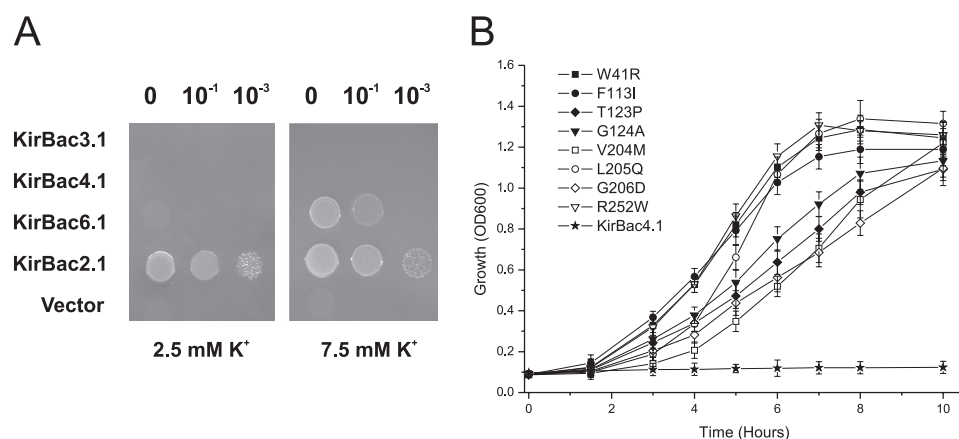 A
0 10⁻¹ 10⁻³ 0 10⁻¹ 10⁻³
KirBac3.1
KirBac4.1
KirBac6.1
KirBac2.1
Vector
2.5 mM K⁺ 7.5 mM K⁺
B
Growth (OD600)
1.6
1.4
1.2
1.0
0.8
0.6
0.4
0.2
0.0
W41R
F113I
T123P
G124A
V204M
L205Q
G206D
R252W
KirBac4.1
0 2 4 6 8 10
Time (Hours)